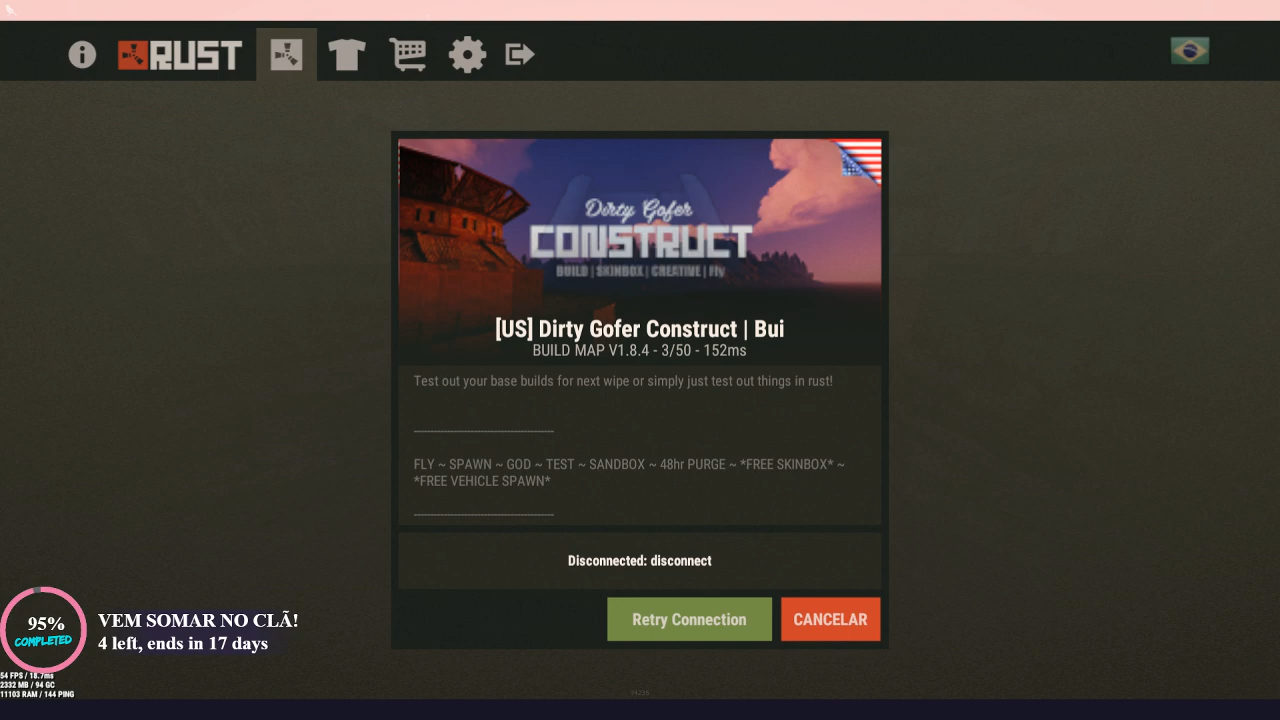 RUST
Dirty Gofer
CONSTRUCT
BUILD | SKINBOX | CREATIVE | Fly
[US] Dirty Gofer Construct | Bui
BUILD MAP V1.8.4 - 3/50 - 152ms
Test out your base builds for next wipe or simply just test out things in rust!
FLY ~ SPAWN ~ GOD ~ TEST ~ SANDBOX ~ 48hr PURGE ~ *FREE SKINBOX* ~
*FREE VEHICLE SPAWN*
Disconnected: disconnect
Retry Connection
CANCELAR
95%
COMPLETED
VEM SOMAR NO CLÃ!
4 left, ends in 17 days
54 FPS / 18.7ms
2332 MB / 94 GC
11103 RAM / 144 PING